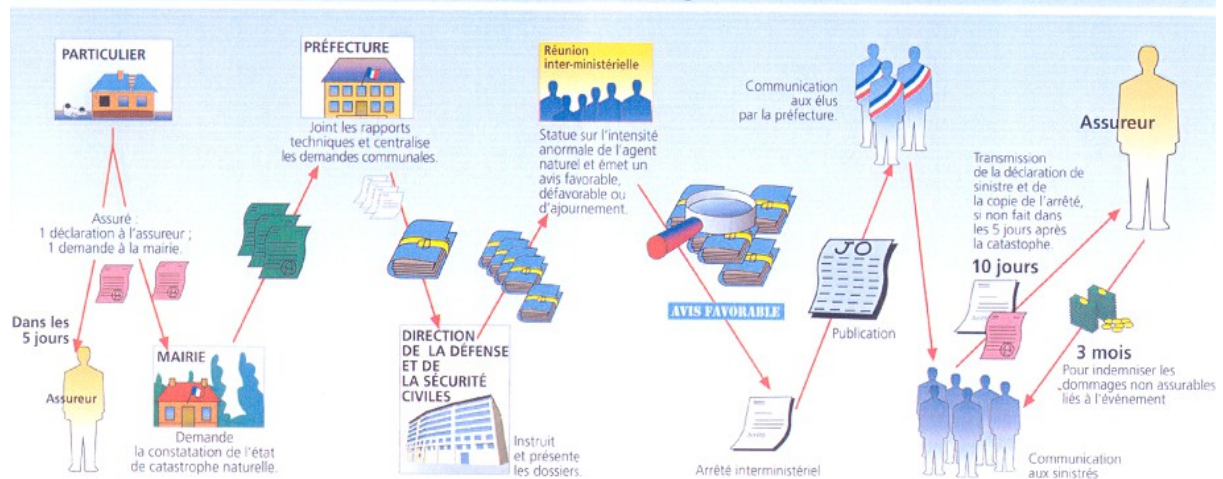 PARTICULIER
Assuré :
1 déclaration à l'assureur ;
1 demande à la mairie.
Dans les
5 jours
Assureur
MAIRIE
Demande
la constatation de l'état
de catastrophe naturelle.
PRÉFECTURE
Joint les rapports
techniques et centralise
les demandes communales.
DIRECTION
DE LA DÉFENSE
ET DE
LA SÉCURITÉ
CIVILES
Instruit
et présente
les dossiers.
Réunion
inter-ministérielle
Statue sur l'intensité
anormale de l'agent
naturel et émet un
avis favorable,
défavorable ou
d'ajournement.
AVIS FAVORABLE
Arrêté interministériel
JO
Publication
Communication
aux élus
par la préfecture.
Communication
aux sinistrés
Transmission
de la déclaration de
sinistre et de
la copie de l'arrêté,
si non fait dans
les 5 jours après
la catastophe.
10 jours
Assureur
3 mois
Pour indemniser les
dommages non assurables
liés à l'événement